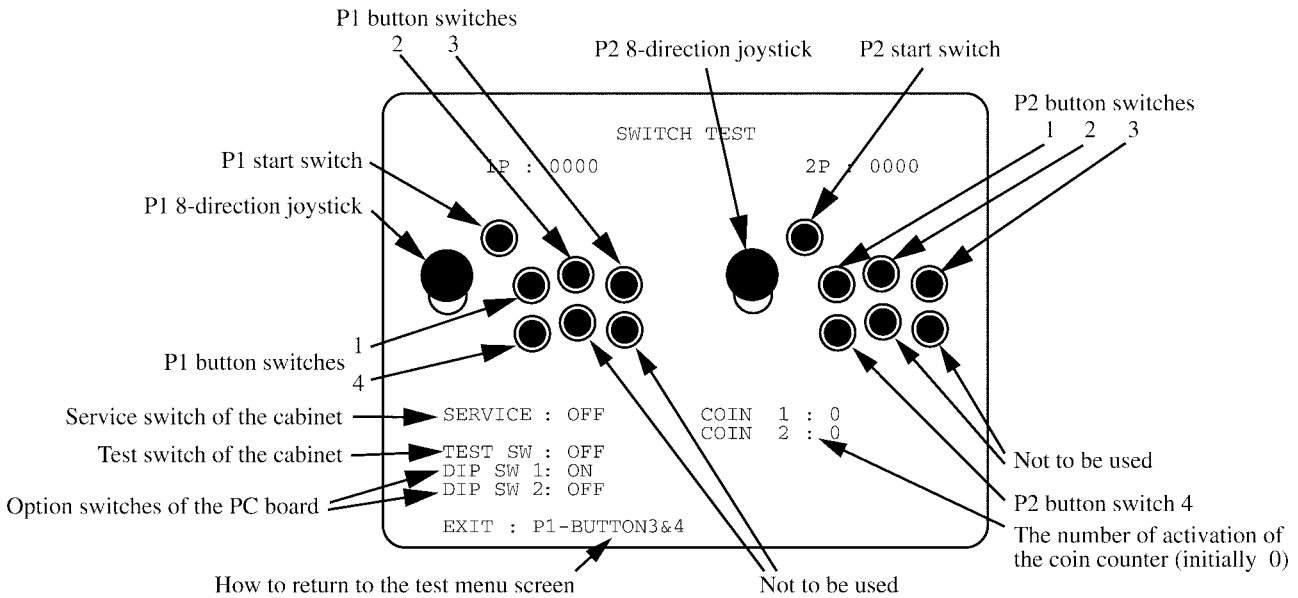 P1 button switches
2 3
P2 8-direction joystick
P2 start switch
P2 button switches
1 2 3
SWITCH TEST
P1 start switch
1P : 0000
2P : 0000
P1 8-direction joystick
1
P1 button switches
4
Service switch of the cabinet
SERVICE : OFF
COIN 1 : 0
COIN 2 : 0
Test switch of the cabinet
TEST SW : OFF
DIP SW 1: ON
DIP SW 2: OFF
Option switches of the PC board
Not to be used
P2 button switch 4
EXIT : P1-BUTTON3&4
The number of activation of
the coin counter (initially 0)
How to return to the test menu screen
Not to be used